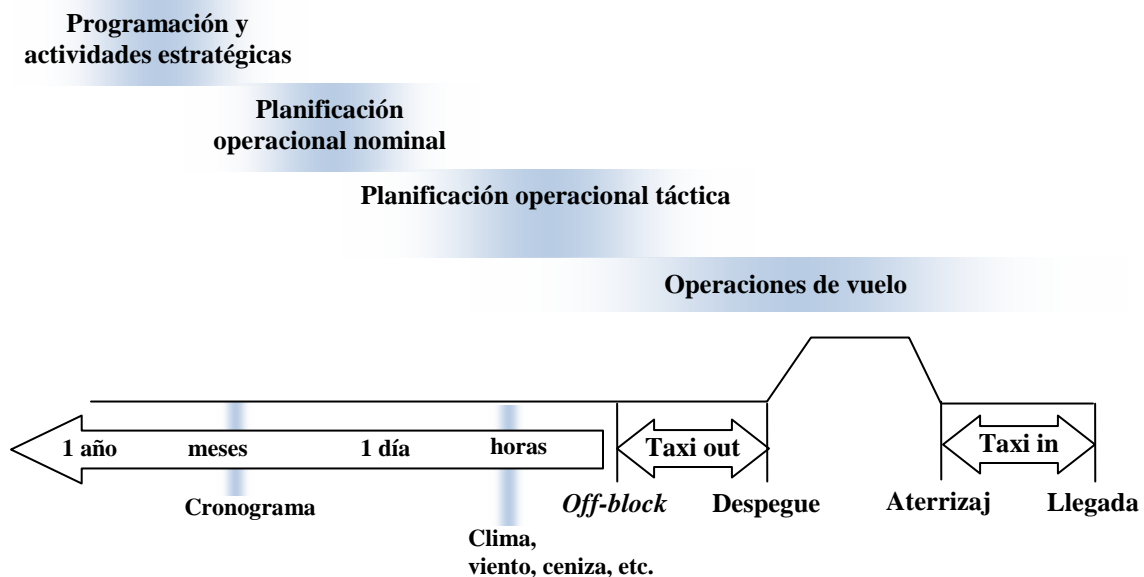 Programación y
actividades estratégicas
Planificación
operacional nominal
Planificación operacional táctica
Operaciones de vuelo
1 año meses 1 día horas Taxi out Taxi in
Cronograma Off-block Despegue Aterrizaj Llegada
Clima,
viento, ceniza, etc.